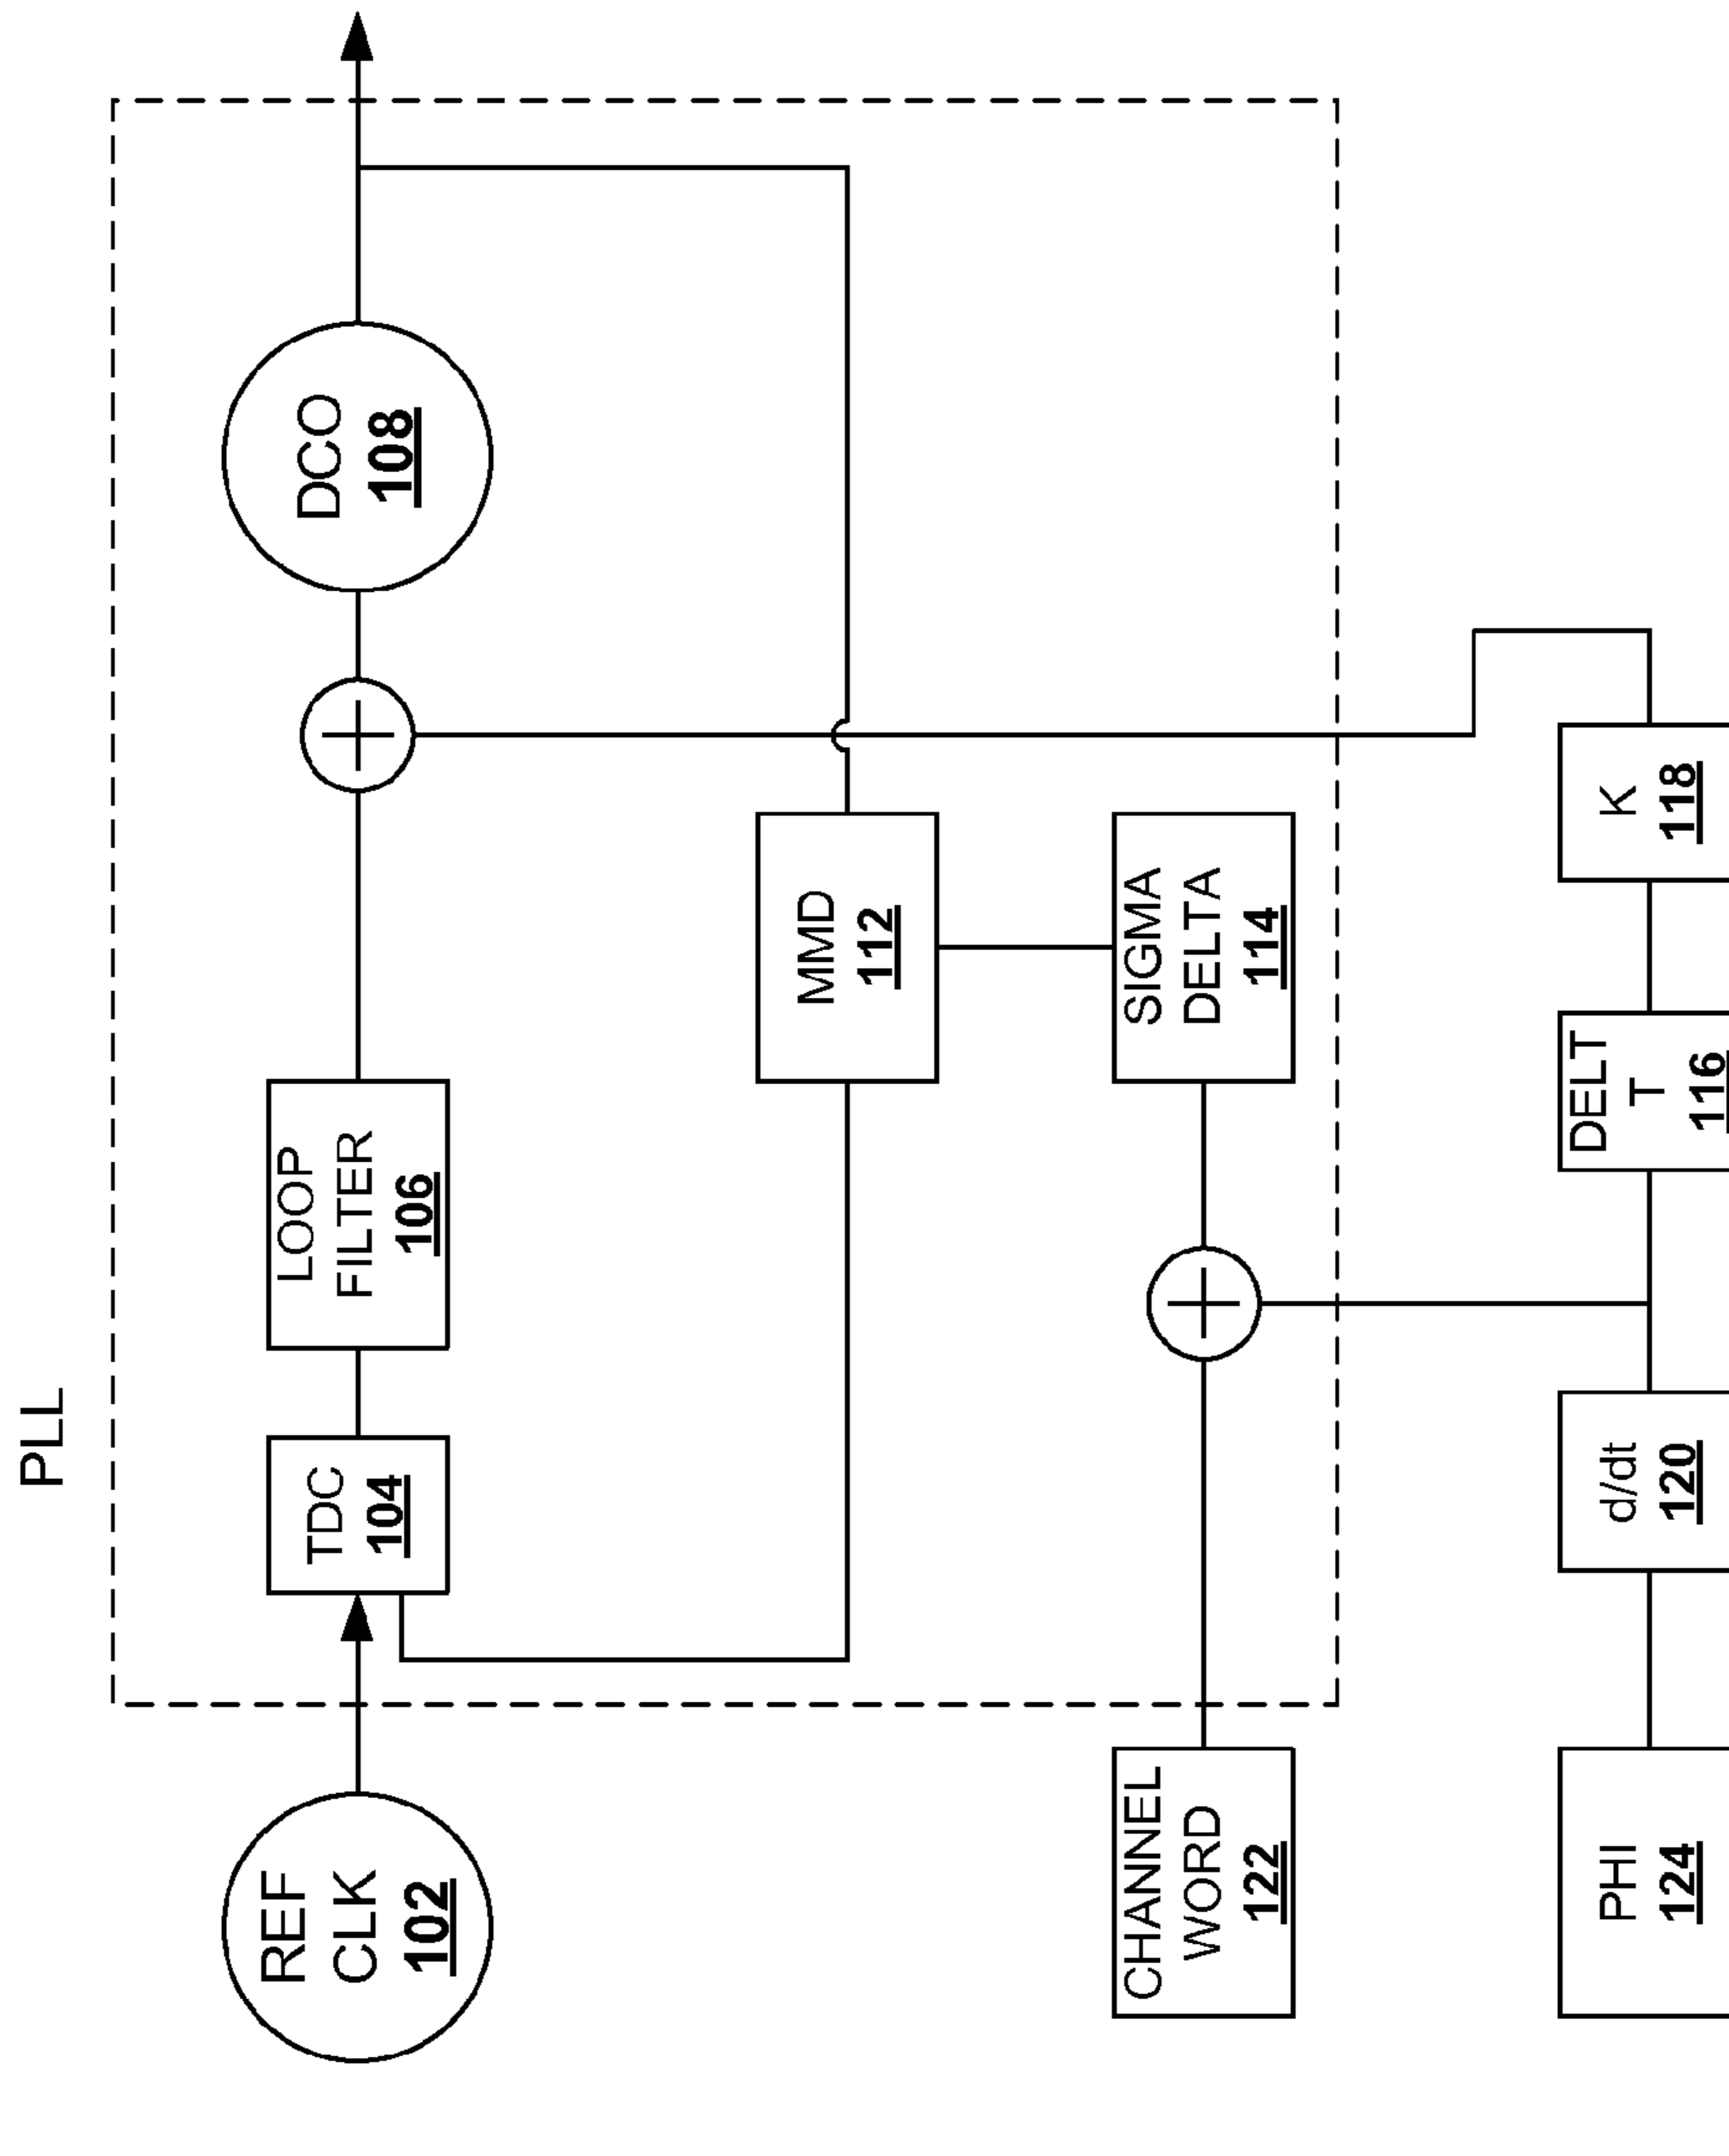 PLL
REF
CLK
102
TDC
104
LOOP
FILTER
106
DCO
108
MMD
112
CHANNEL
WORD
122
SIGMA
DELTA
114
PHI
124
d/dt
120
DELT
T
116
K
118